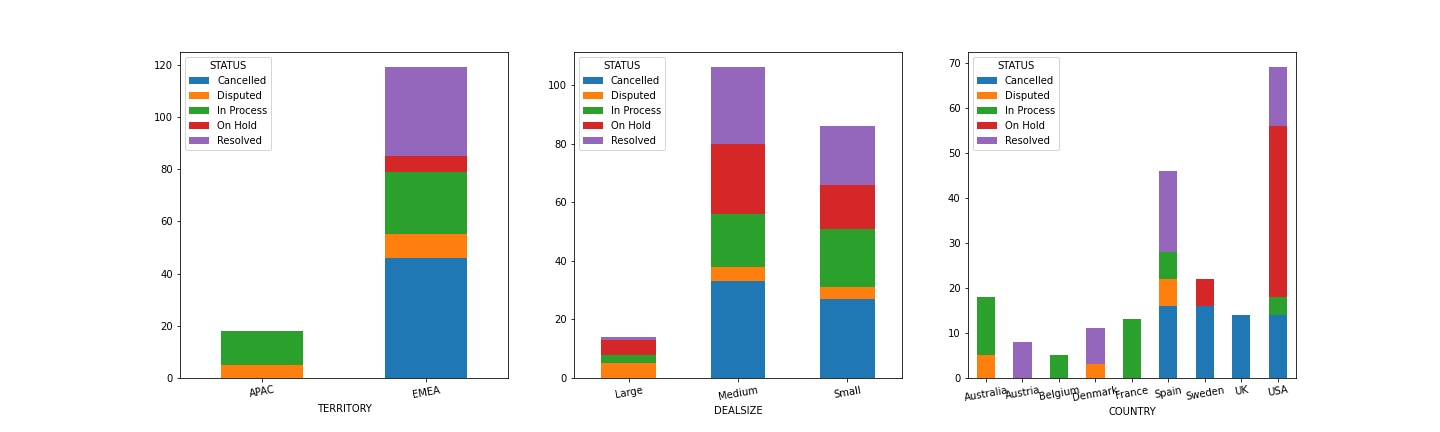 STATUS
Cancelled
Disputed
In Process
On Hold
Resolved
120
100
80
60
40
20
0
APAC
EMEA
TERRITORY
STATUS
Cancelled
Disputed
In Process
On Hold
Resolved
100
80
60
40
20
0
Large
Medium
Small
DEALSIZE
STATUS
Cancelled
Disputed
In Process
On Hold
Resolved
70
60
50
40
30
20
10
0
Australia
Austria
Belgium
Denmark
France
Spain
Sweden
UK
USA
COUNTRY